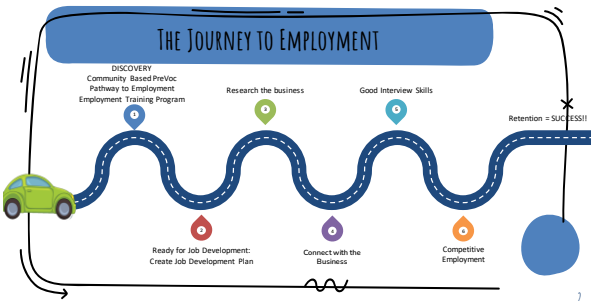 THE JOURNEY TO EMPLOYMENT
DISCOVERY
Community Based PreVoc
Pathway to Employment
Employment Training Program
1
Ready for Job Development:
Create Job Development Plan
2
Research the business
3
Connect with the
Business
4
Good Interview Skills
5
Competitive
Employment
6
Retention = SUCCESS!!
7